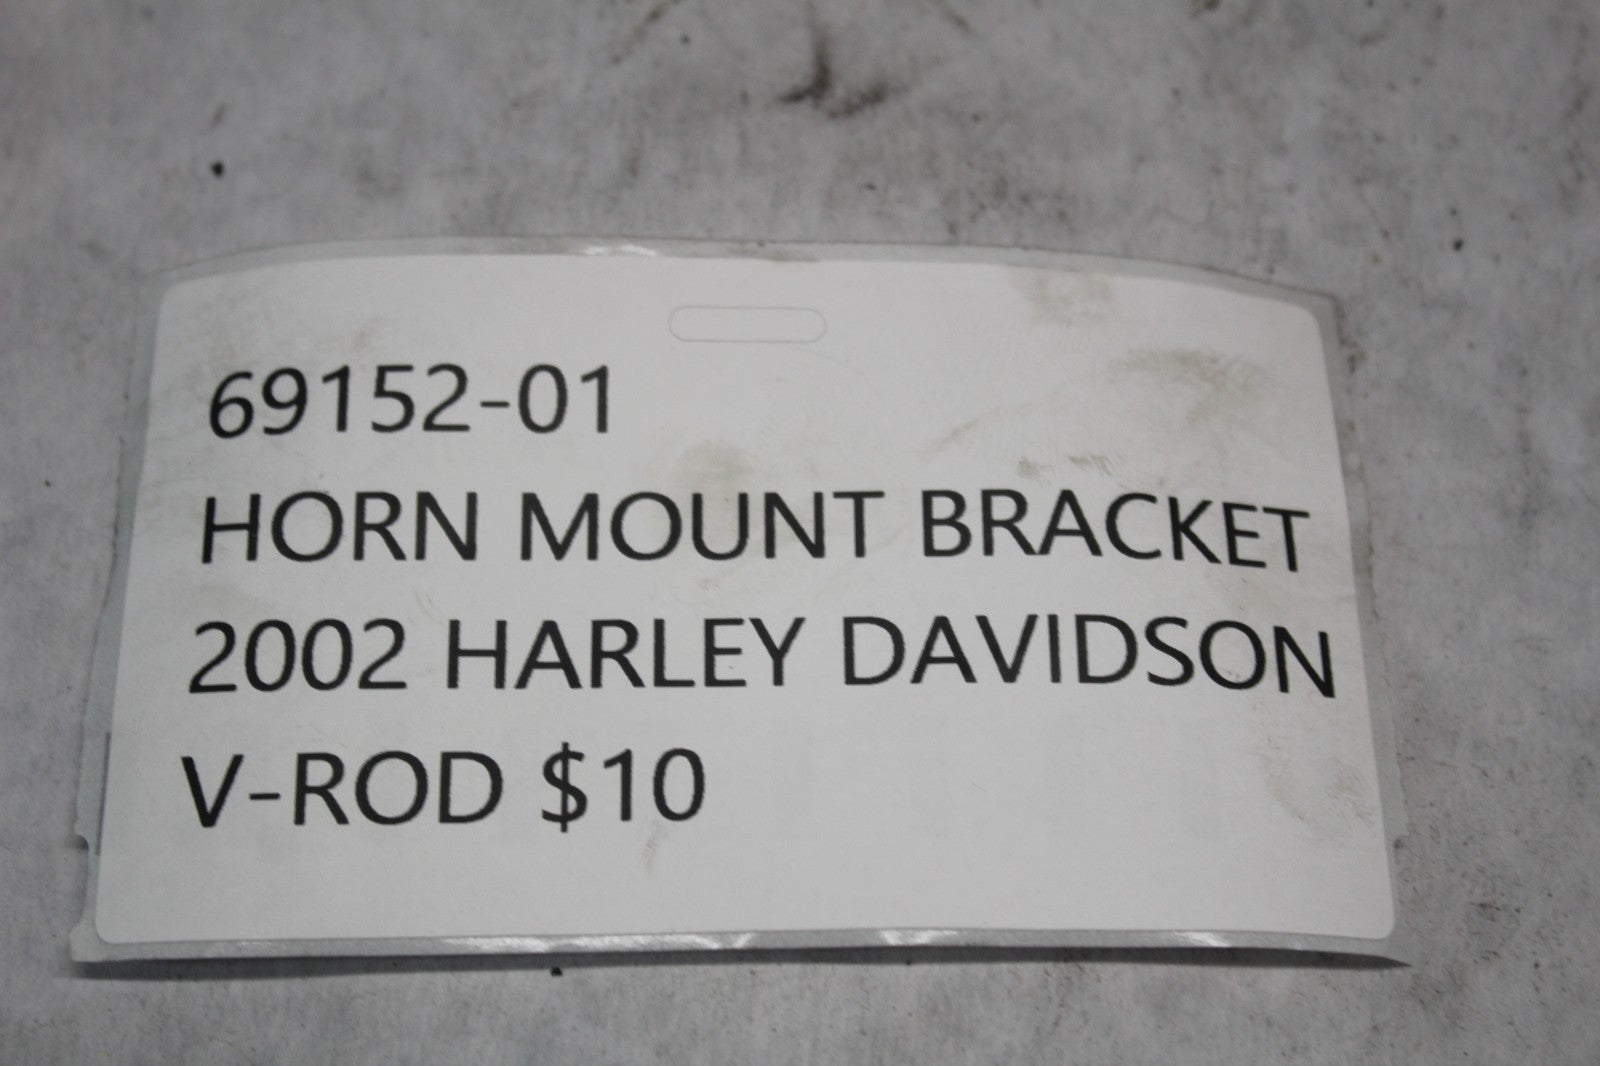 69152-01
HORN MOUNT BRACKET
2002 HARLEY DAVIDSON
V-ROD $10